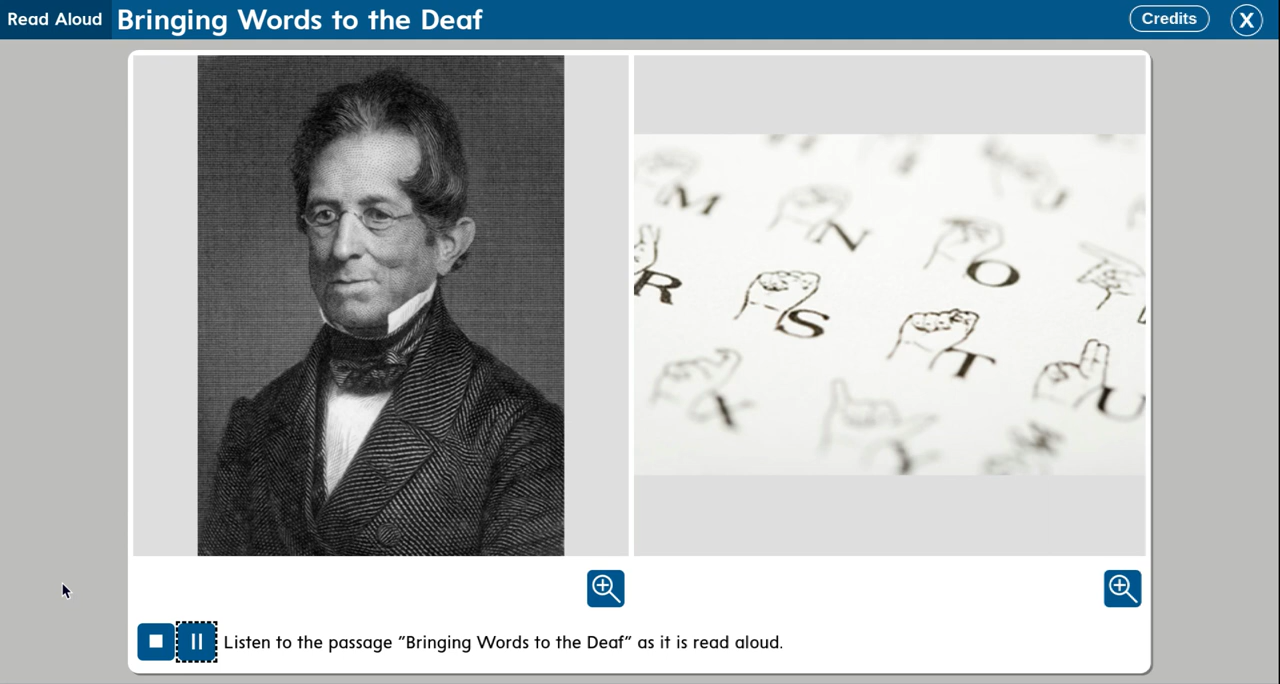 Read Aloud Bringing Words to the Deaf Credits X
M N O
R S T U
X
Listen to the passage "Bringing Words to the Deaf" as it is read aloud.